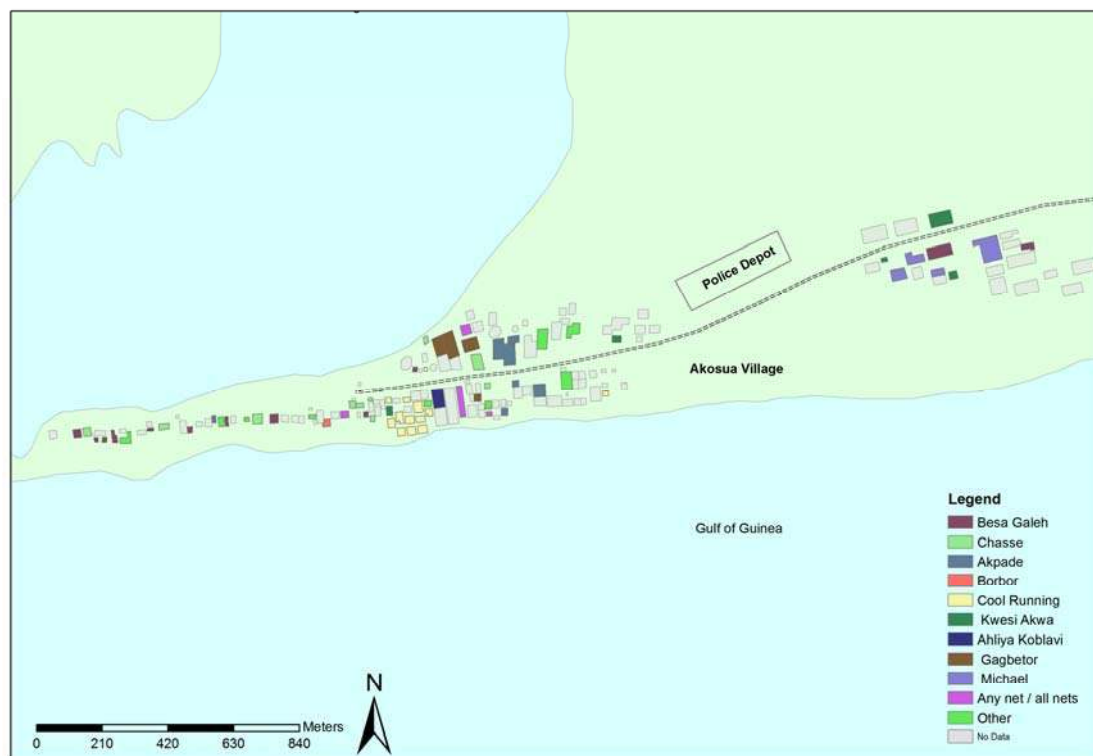 Police Depot
Akosua Village
Gulf of Guinea
Legend
Besa Galeh
Chasse
Akpade
Borbor
Cool Running
Kwesi Akwa
Ahliya Koblavi
Gagbetor
Michael
Any net / all nets
Other
No Data
N
Meters
0 210 420 630 840